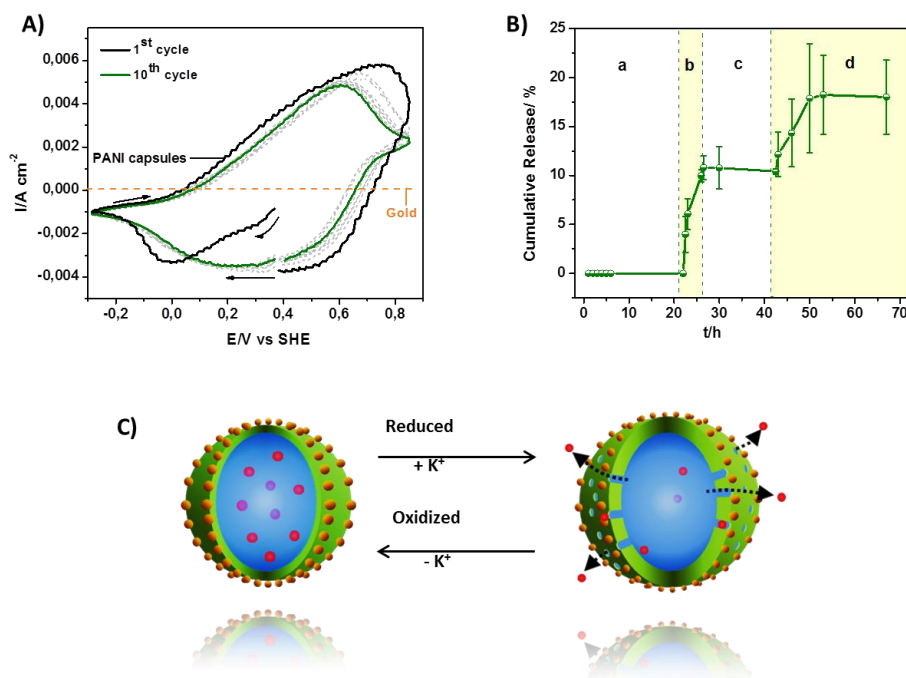 A)
1st cycle
10th cycle
PANI capsules
Gold
I/A cm-2
0,006
0,004
0,002
0,000
-0,002
-0,004
-0,2 0,0 0,2 0,4 0,6 0,8
E/V vs SHE
B)
a b c d
Cumulative Release/ %
25
20
15
10
5
0
0 10 20 30 40 50 60 70
t/h
C)
Reduced
+ K+
Oxidized
- K+